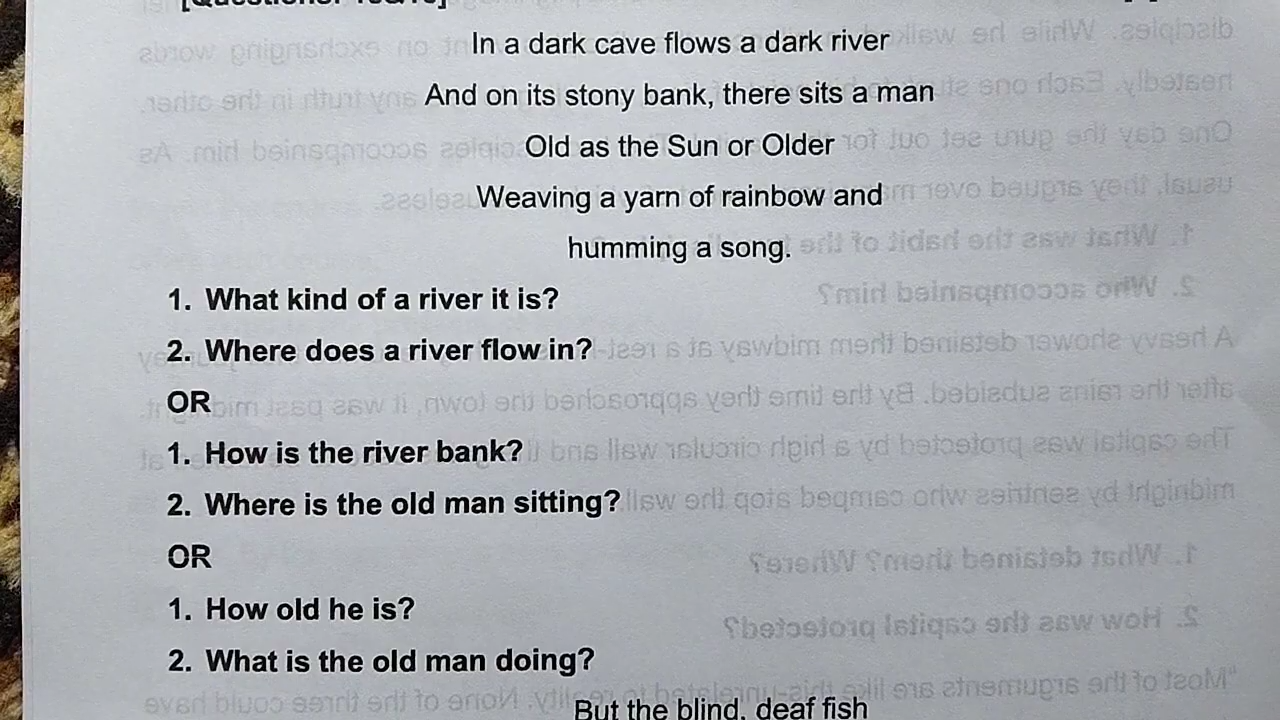 In a dark cave flows a dark river
And on its stony bank, there sits a man
Old as the Sun or Older
Weaving a yarn of rainbow and
humming a song.
1. What kind of a river it is?
2. Where does a river flow in?
OR
1. How is the river bank?
2. Where is the old man sitting?
OR
1. How old he is?
2. What is the old man doing?
But the blind, deaf fish